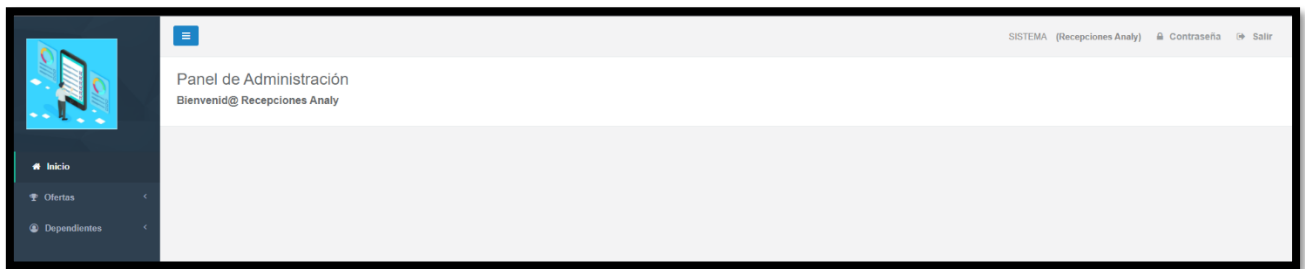 SISTEMA (Recepciones Analy) Contraseña Salir
Panel de Administración
Bienvenid@ Recepciones Analy
Inicio
Ofertas
Dependientes